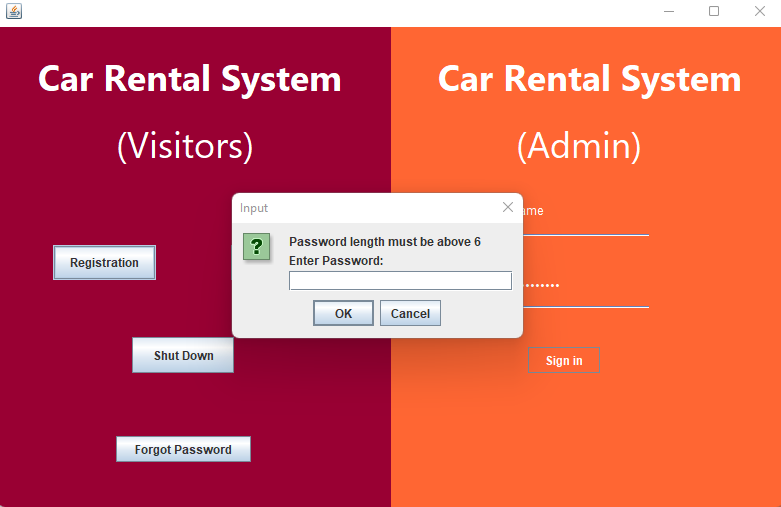 Car Rental System
(Visitors)
Registration
Shut Down
Forgot Password
Car Rental System
(Admin)
Sign in
Input
Password length must be above 6
Enter Password:
OK
Cancel